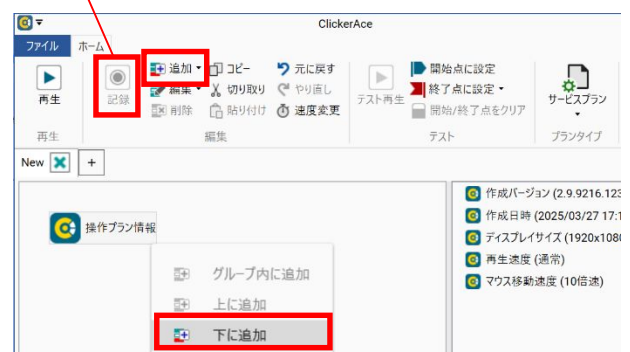 ClickerAce
ファイル ホーム
再生
記録
追加
編集
削除
コピー
切り取り
貼り付け
元に戻す
やり直し
速度変更
テスト再生
開始点に設定
終了点に設定
開始/終了点をクリア
サービスプラン
再生
編集
テスト
プランタイプ
New
操作プラン情報
グループ内に追加
上に追加
下に追加
作成バージョン (2.9.9216.123
作成日時 (2025/03/27 17:1
ディスプレイサイズ (1920x1080
再生速度 (通常)
マウス移動速度 (10倍速)